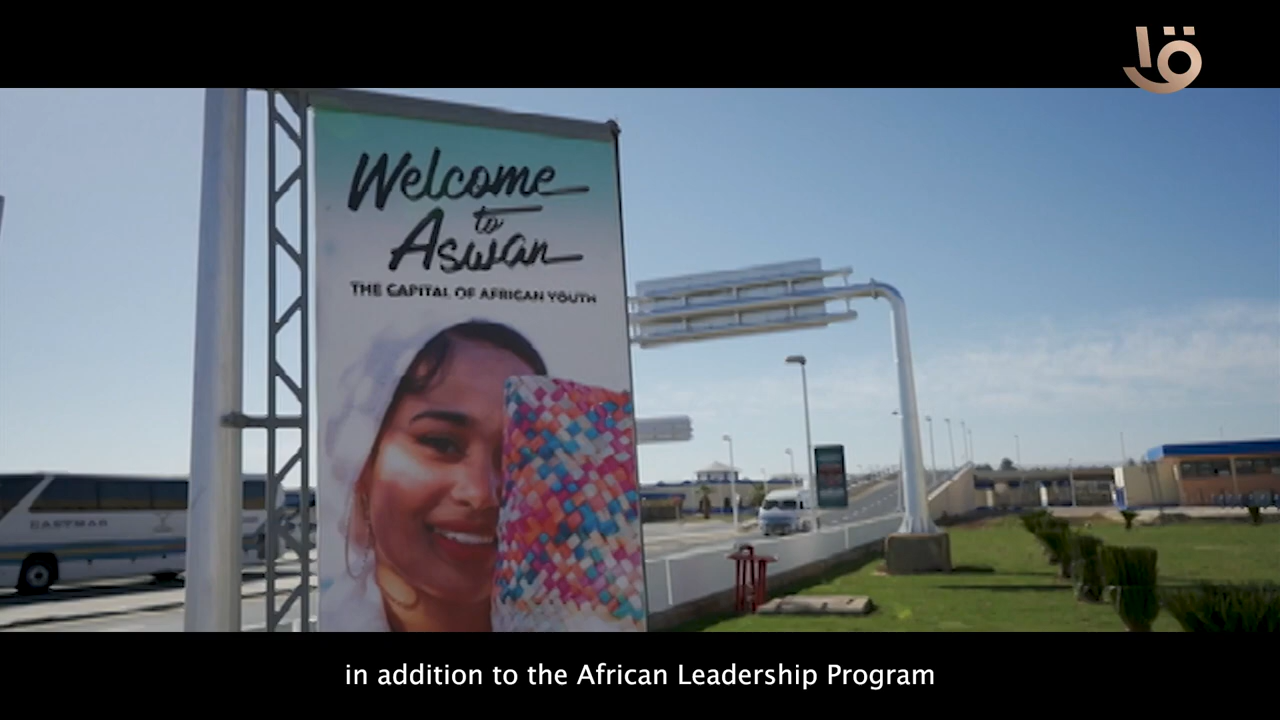 Welcome
to
Aswan
THE CAPITAL OF AFRICAN YOUTH
in addition to the African Leadership Program